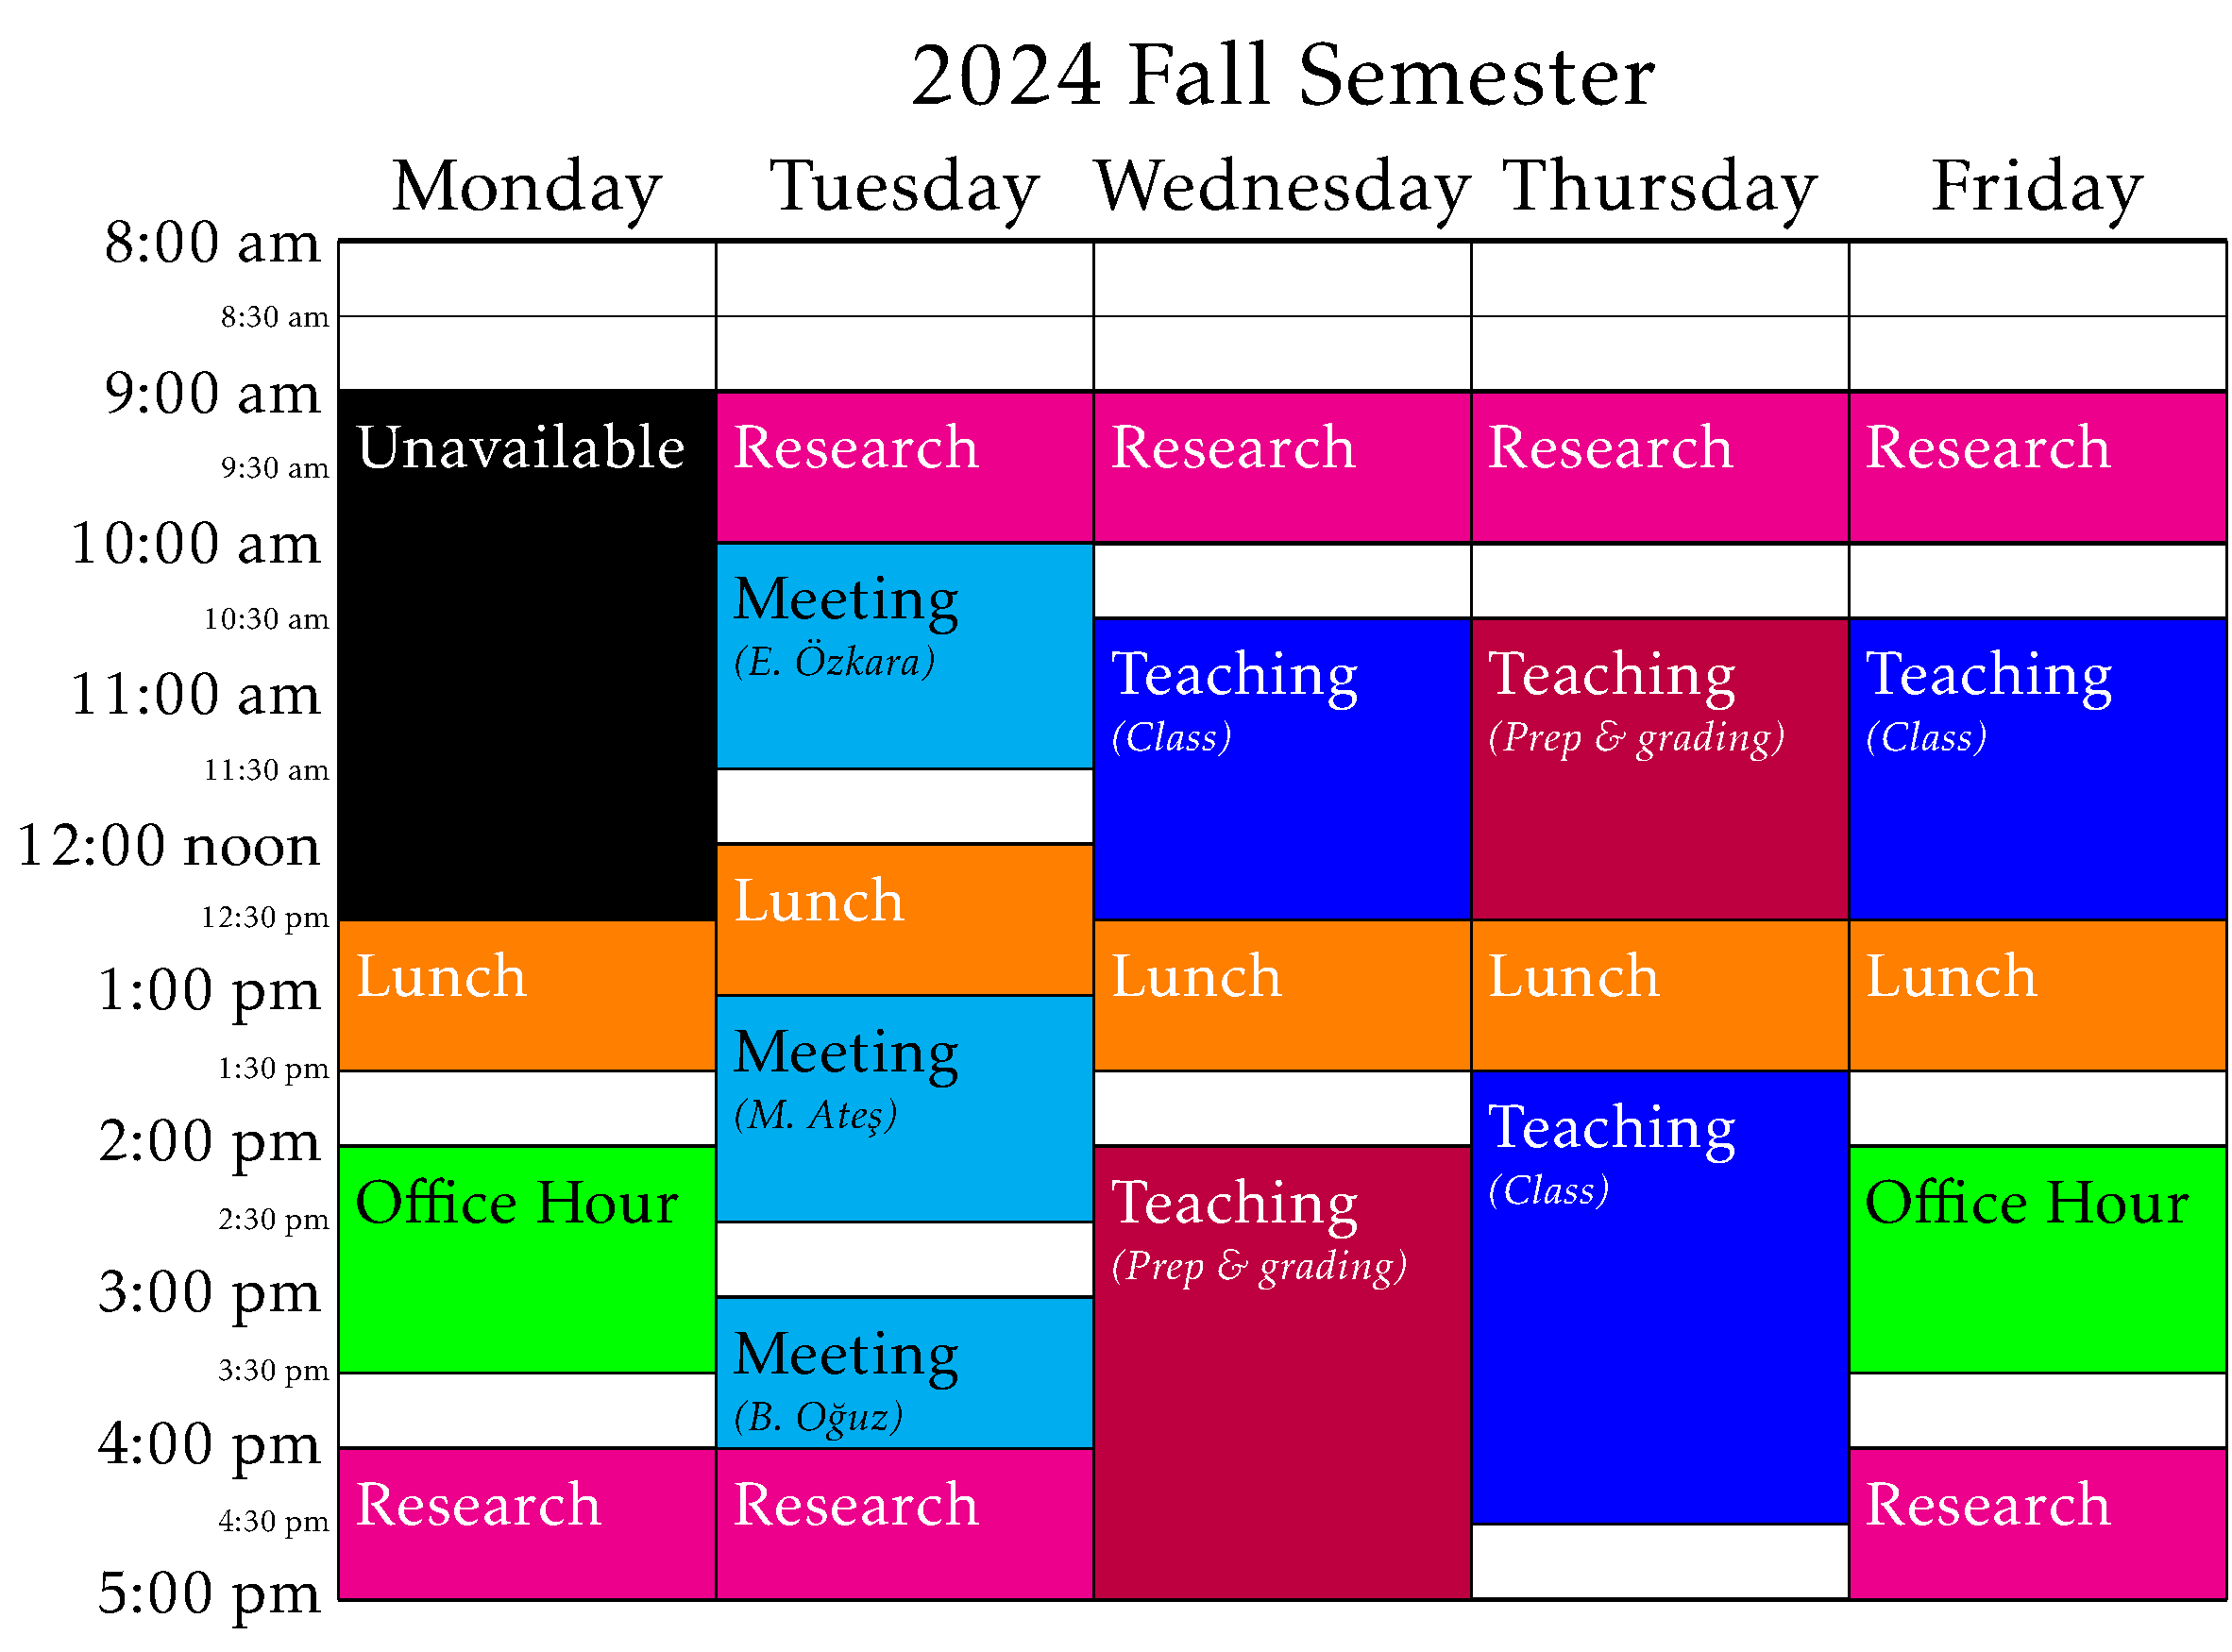 2024 Fall Semester
Monday Tuesday Wednesday Thursday Friday
8:00 am
8:30 am
9:00 am
Unavailable Research Research Research Research
9:30 am
10:00 am
Meeting
10:30 am
(E. Özkara) Teaching Teaching Teaching
11:00 am
(Class) (Prep & grading) (Class)
11:30 am
12:00 noon
Lunch
12:30 pm
Lunch Lunch Lunch Lunch
1:00 pm
Meeting
1:30 pm
(M. Ateş) Teaching
2:00 pm
(Class)
Office Hour Teaching Office Hour
2:30 pm
(Prep & grading)
3:00 pm
Meeting
3:30 pm
(B. Oğuz)
4:00 pm
Research Research Research
4:30 pm
5:00 pm